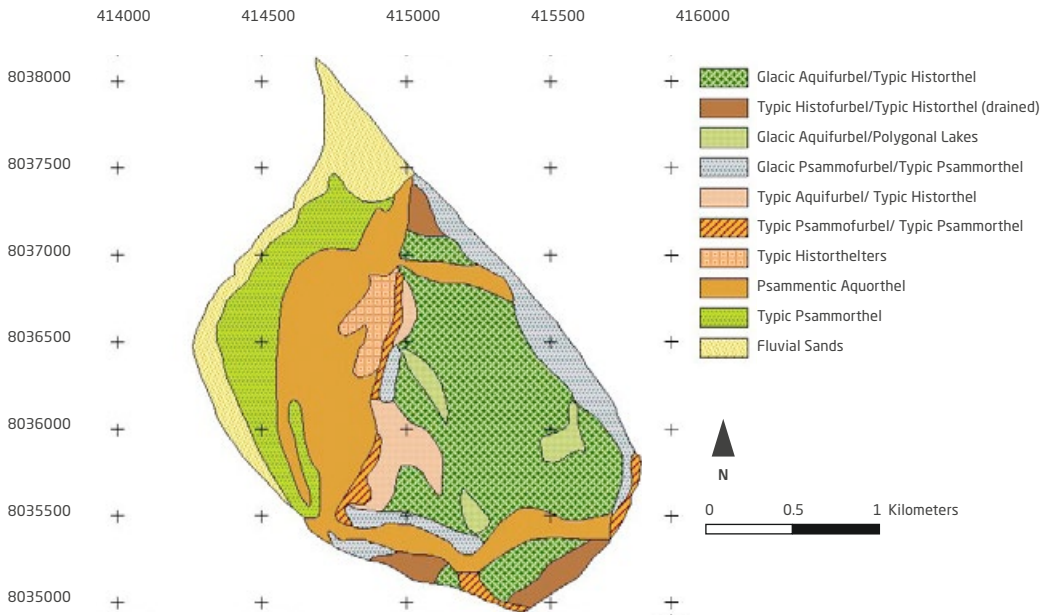 414000 414500 415000 415500 416000
8038000
8037500
8037000
8036500
8036000
8035500
8035000
Glacic Aquifurbel/Typic Historthel
Typic Histofurbel/Typic Historthel (drained)
Glacic Aquifurbel/Polygonal Lakes
Glacic Psammofurbel/Typic Psammorthel
Typic Aquifurbel/ Typic Historthel
Typic Psammofurbel/ Typic Psammorthel
Typic Historthelters
Psammentic Aquorthel
Typic Psammorthel
Fluvial Sands
N
0 0.5 1 Kilometers